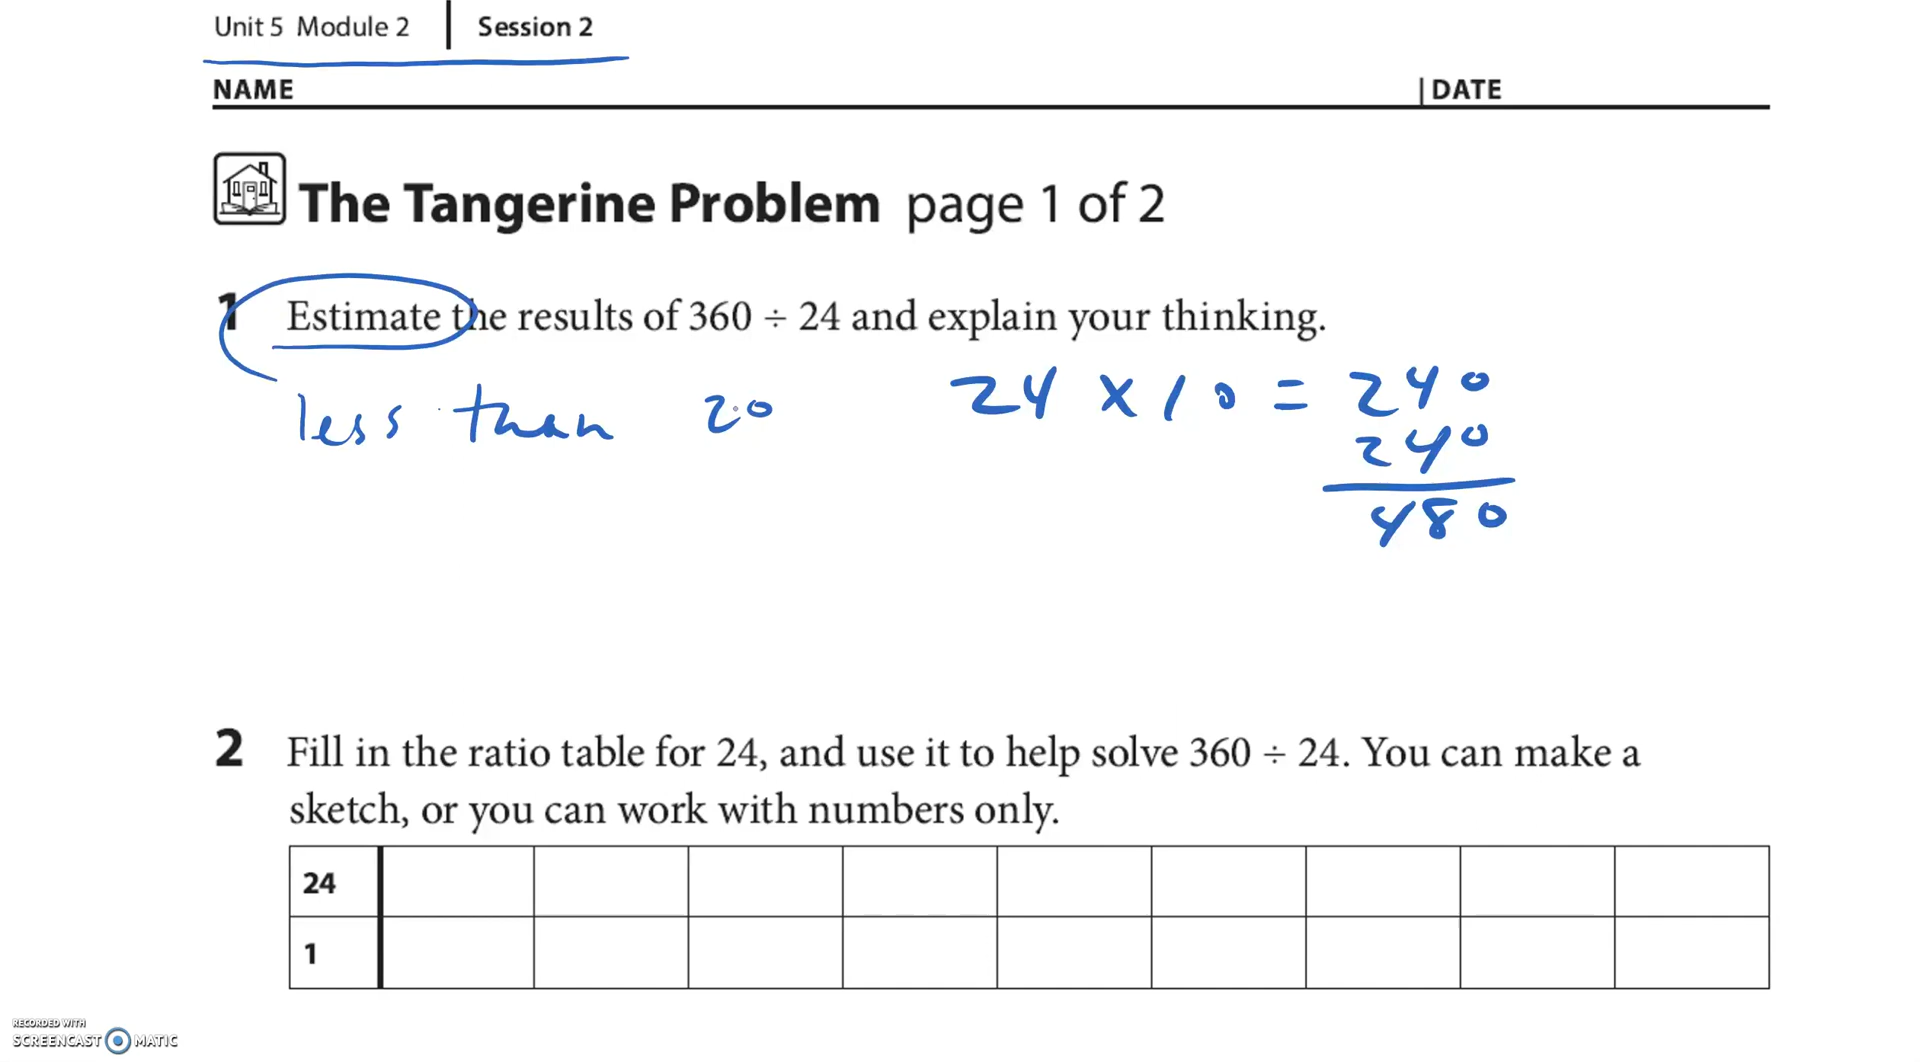 Unit 5 Module 2 | Session 2
NAME | DATE
The Tangerine Problem page 1 of 2
1 Estimate the results of 360 ÷ 24 and explain your thinking.
less than 20
24 x 10 = 240
240
480
2 Fill in the ratio table for 24, and use it to help solve 360 ÷ 24. You can make a
sketch, or you can work with numbers only.
24
1
RECORDED WITH
SCREENCAST MATIC